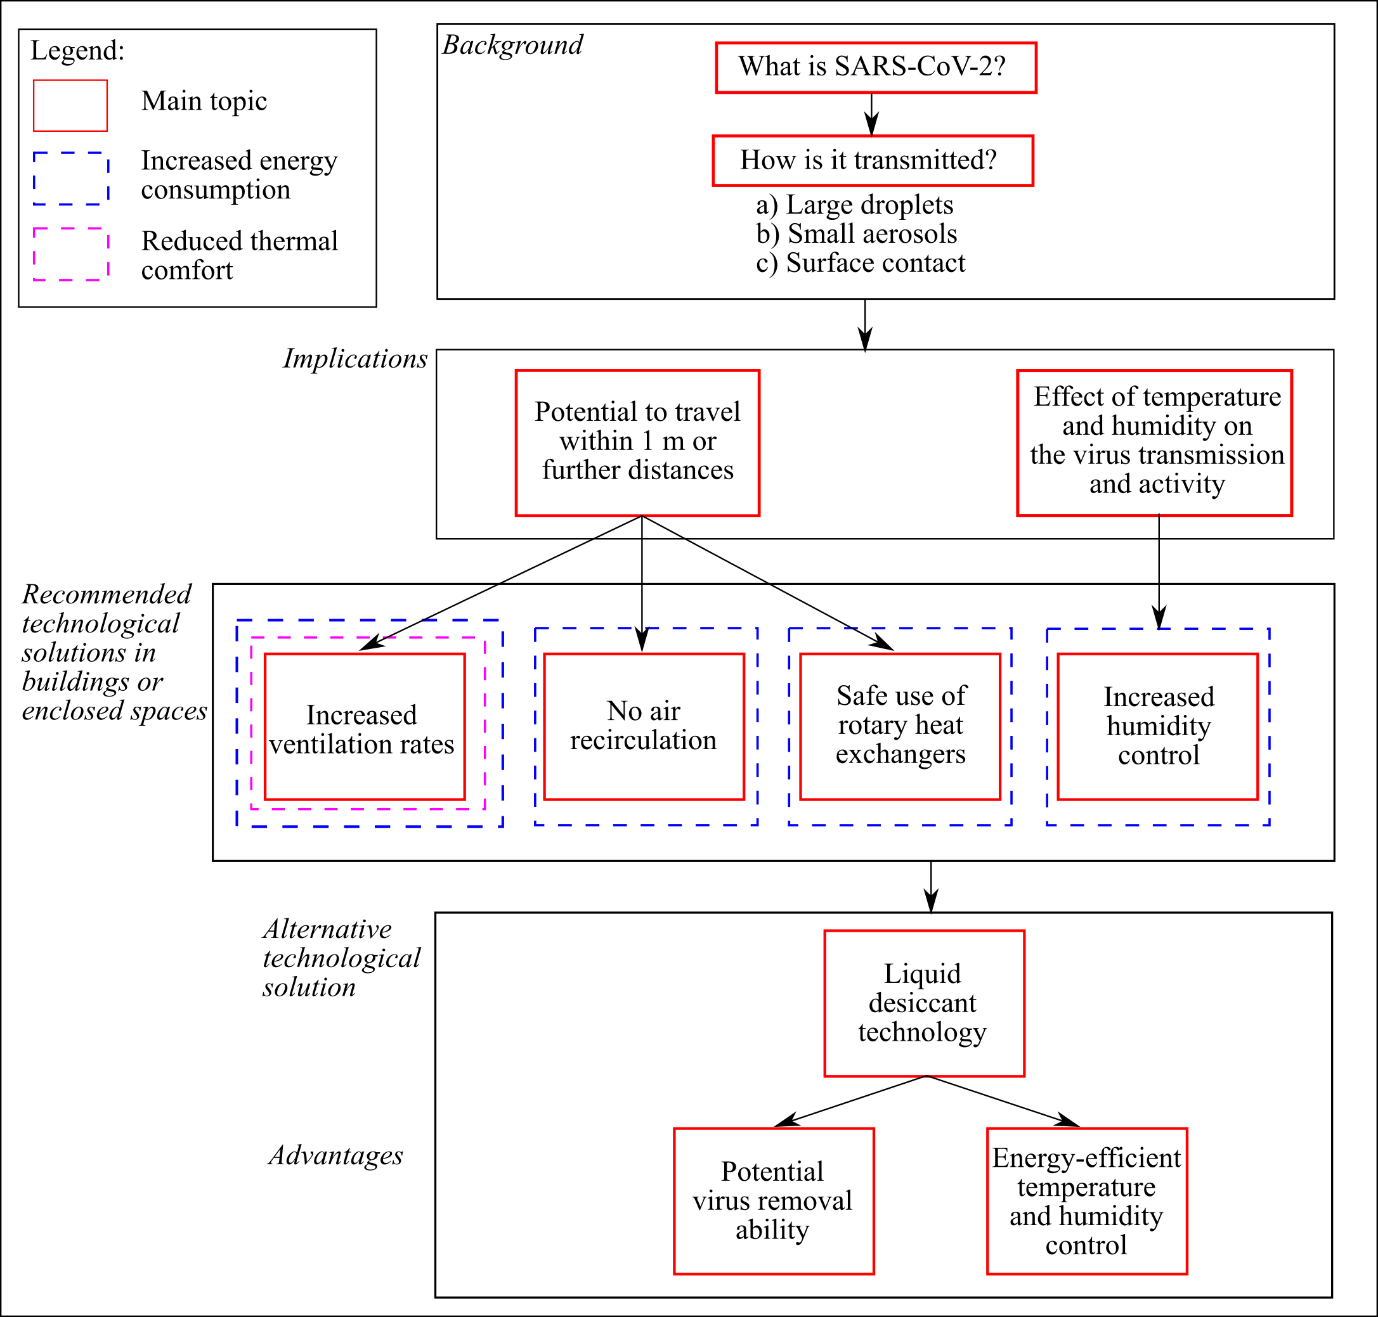 Legend:
Main topic
Increased energy
consumption
Reduced thermal
comfort
Background
What is SARS-CoV-2?
How is it transmitted?
a) Large droplets
b) Small aerosols
c) Surface contact
Implications
Potential to travel
within 1 m or
further distances
Effect of temperature
and humidity on
the virus transmission
and activity
Recommended
technological
solutions in
buildings or
enclosed spaces
Increased
ventilation rates
No air
recirculation
Safe use of
rotary heat
exchangers
Increased
humidity
control
Alternative
technological
solution
Liquid
desiccant
technology
Advantages
Potential
virus removal
ability
Energy-efficient
temperature
and humidity
control